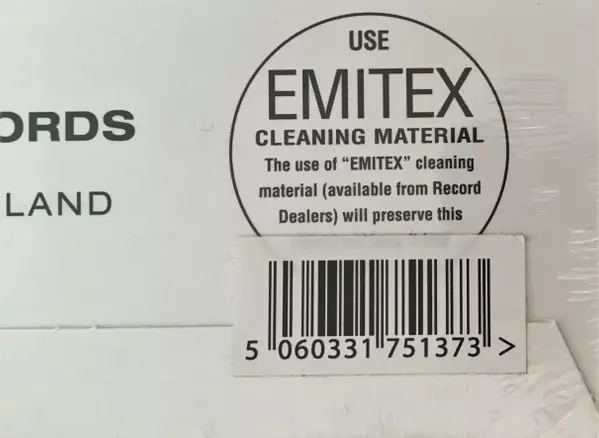 USE
EMITEX
CLEANING MATERIAL
The use of “EMITEX” cleaning
material (available from Record
Dealers) will preserve this
ORDS
LAND
5 060331 751373 >